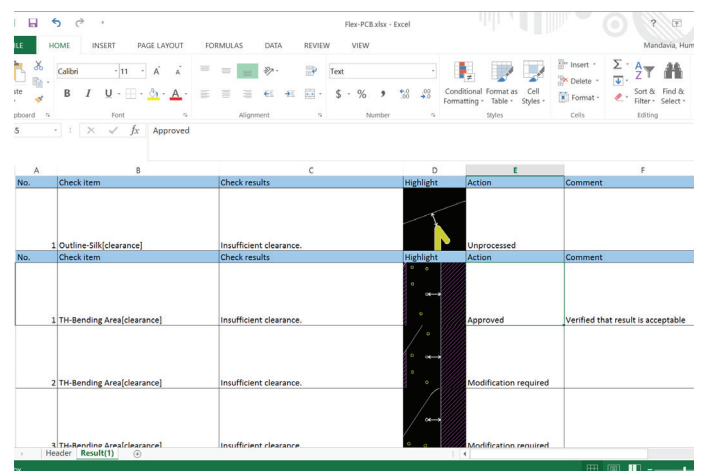 Flex-PCB.xlsx - Excel
?
HOME INSERT PAGE LAYOUT FORMULAS DATA REVIEW VIEW
Calibri 11 A A Text
B I U A $ % , .0 .00 .00 .0
Conditional Formatting Format as Table Cell Styles
Insert
Delete
Format
Σ A Z Sort & Filter Find & Select
Font Alignment Number Styles Cells Editing
fx Approved
A B C D E F
No. Check item Check results Highlight Action Comment
1 Outline-Silk[clearance] Insufficient clearance. Unprocessed
No. Check item Check results Highlight Action Comment
1 TH-Bending Area[clearance] Insufficient clearance. Approved Verified that result is acceptable
2 TH-Bending Area[clearance] Insufficient clearance. Modification required
3 TH-Bending Area[clearance] Insufficient clearance. Modification required
Header Result(1)